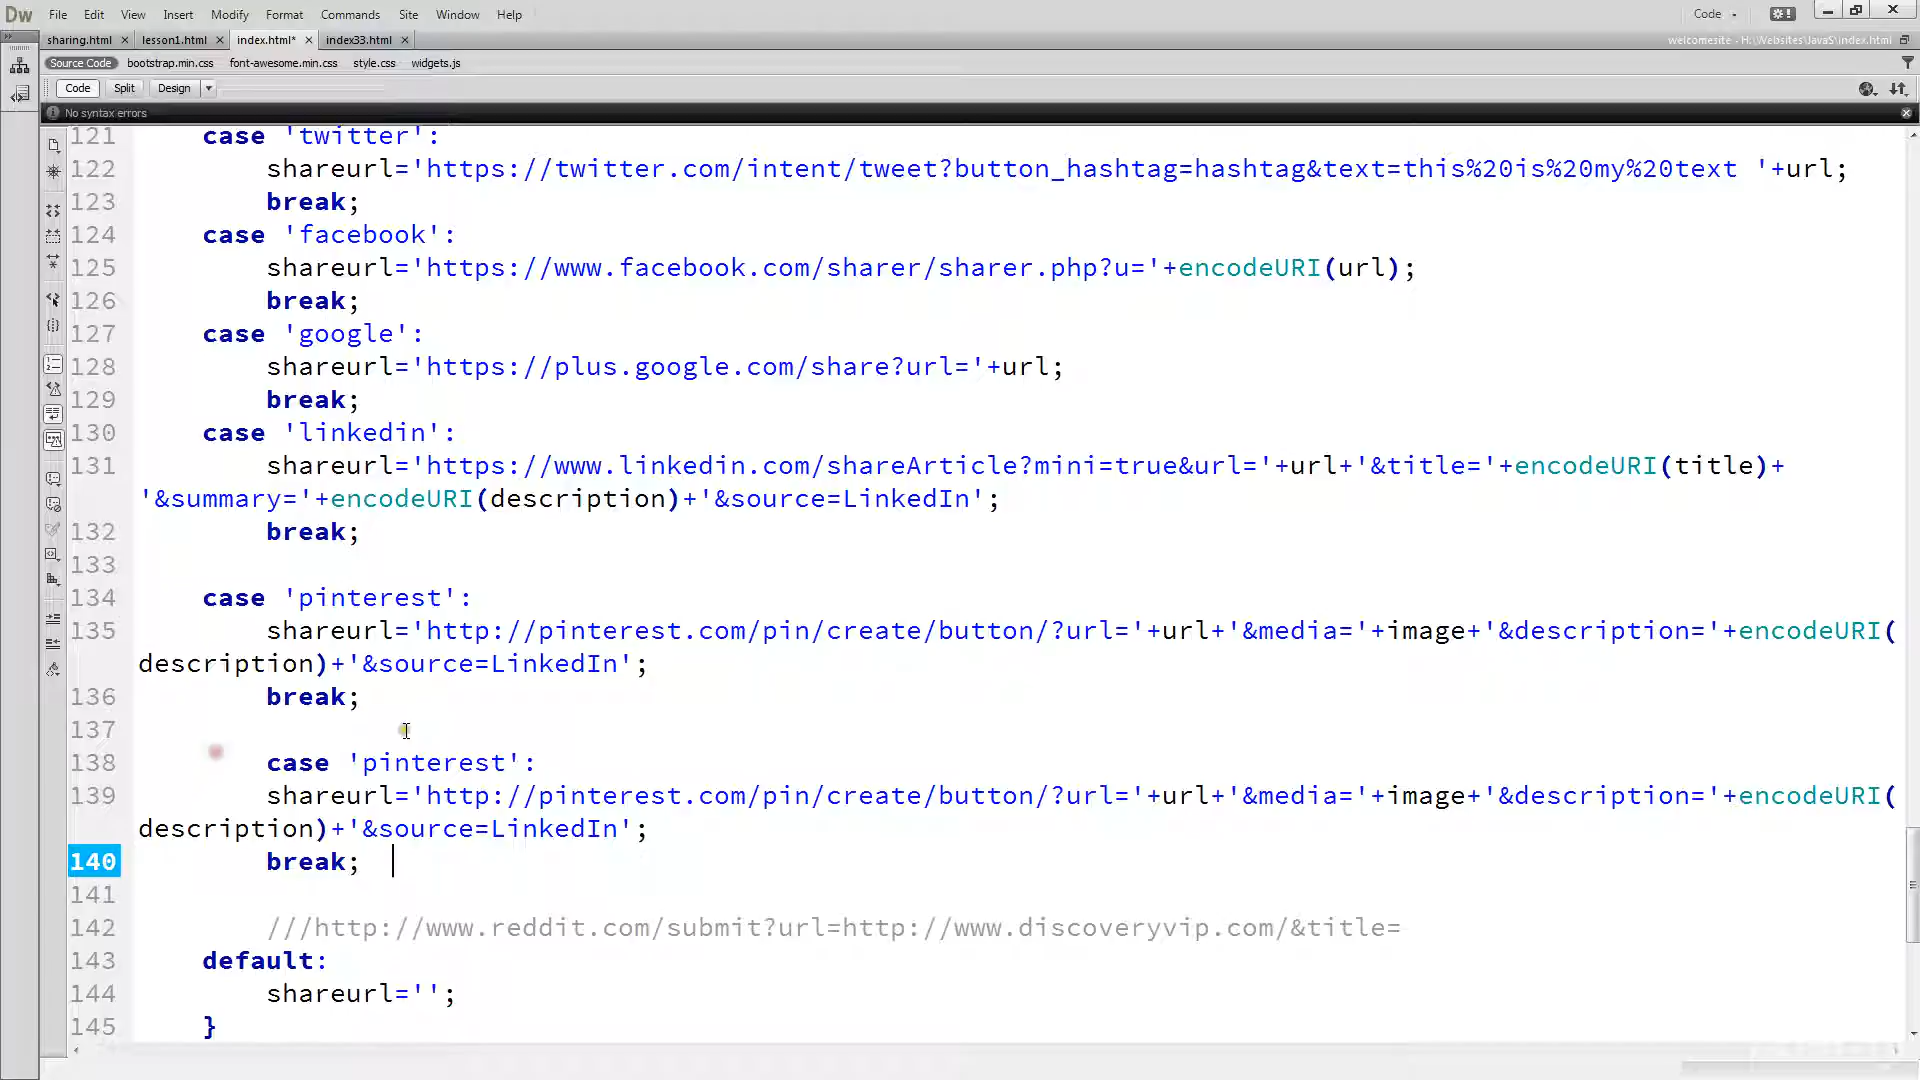 Dw File Edit View Insert Modify Format Commands Site Window Help Code
sharing.html × lesson1.html × index.html* × index33.html ×
welcomesite - H:\Websites\JavaS\index.html
Source Code bootstrap.min.css font-awesome.min.css style.css widgets.js
Code Split Design
No syntax errors
121 case 'twitter':
122 shareurl='https://twitter.com/intent/tweet?button_hashtag=hashtag&text=this%20is%20my%20text '+url;
123 break;
124 case 'facebook':
125 shareurl='https://www.facebook.com/sharer/sharer.php?u='+encodeURI(url);
126 break;
127 case 'google':
128 shareurl='https://plus.google.com/share?url='+url;
129 break;
130 case 'linkedin':
131 shareurl='https://www.linkedin.com/shareArticle?mini=true&url='+url+'&title='+encodeURI(title)+
'&summary='+encodeURI(description)+'&source=LinkedIn';
132 break;
133
134 case 'pinterest':
135 shareurl='http://pinterest.com/pin/create/button/?url='+url+'&media='+image+'&description='+encodeURI(
description)+'&source=LinkedIn';
136 break;
137
138 case 'pinterest':
139 shareurl='http://pinterest.com/pin/create/button/?url='+url+'&media='+image+'&description='+encodeURI(
description)+'&source=LinkedIn';
140 break;
141
142 ///http://www.reddit.com/submit?url=http://www.discoveryvip.com/&title=
143 default:
144 shareurl='';
145 }